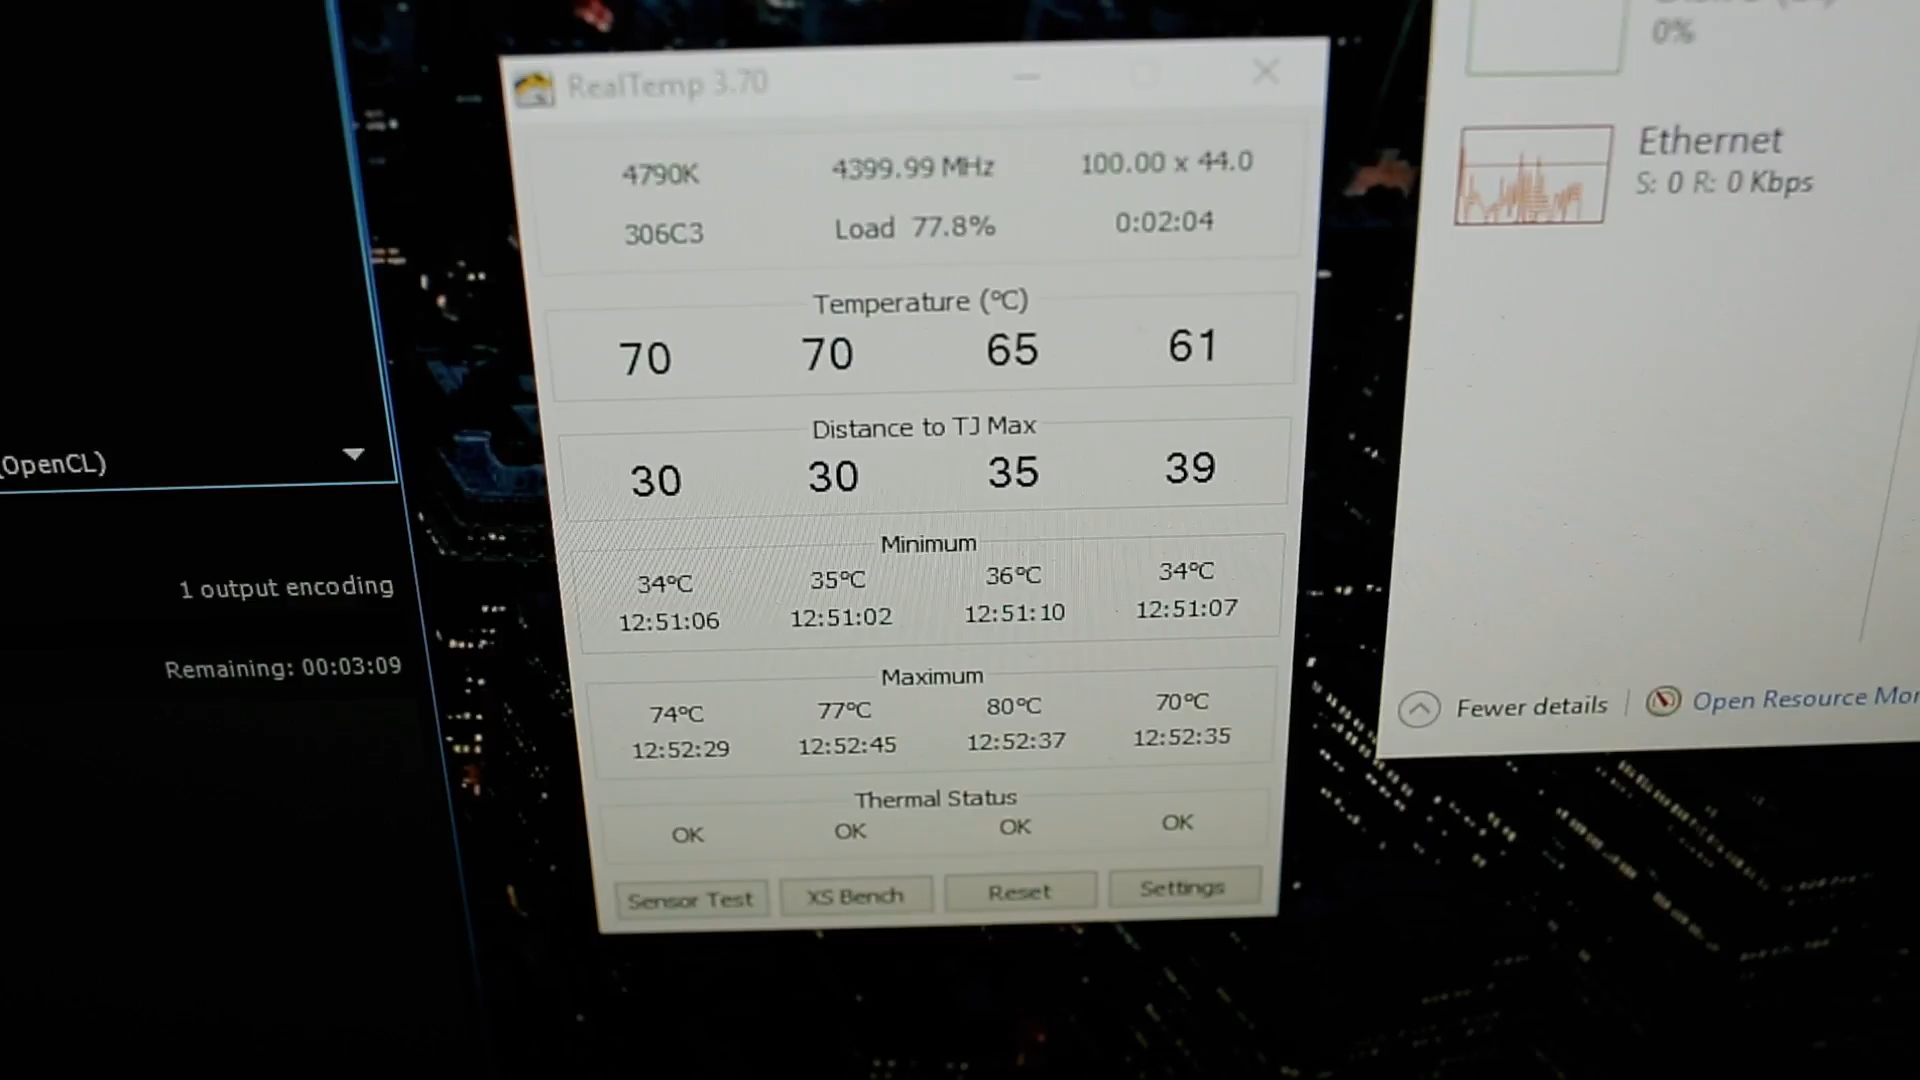 RealTemp 3.70
4790K 4399.99 MHz 100.00 x 44.0
306C3 Load 77.8% 0:02:04
Temperature (°C)
70 70 65 61
Distance to TJ Max
30 30 35 39
Minimum
34°C 35°C 36°C 34°C
12:51:06 12:51:02 12:51:10 12:51:07
Maximum
74°C 77°C 80°C 70°C
12:52:29 12:52:45 12:52:37 12:52:35
Thermal Status
OK OK OK OK
Sensor Test XS Bench Reset Settings
(OpenCL)
1 output encoding
Remaining: 00:03:09
0%
Ethernet
S: 0 R: 0 Kbps
Fewer details
Open Resource Mor